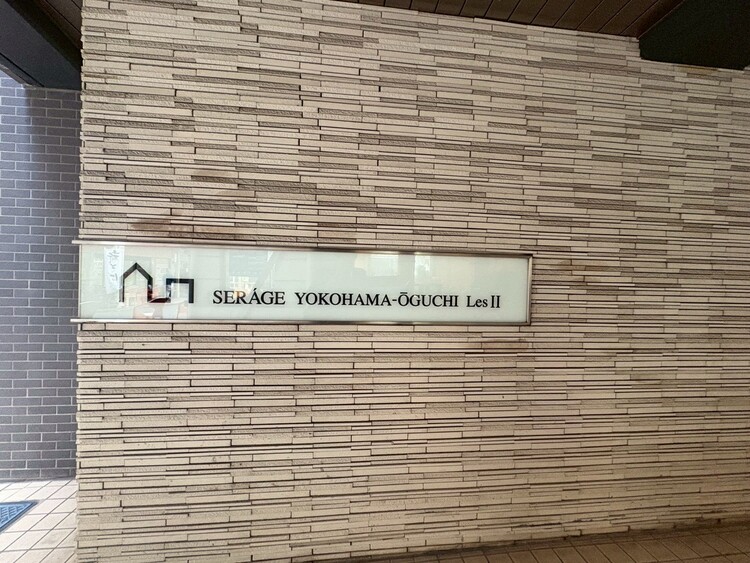 SERÁGE YOKOHAMA-ŌGUCHI Les II